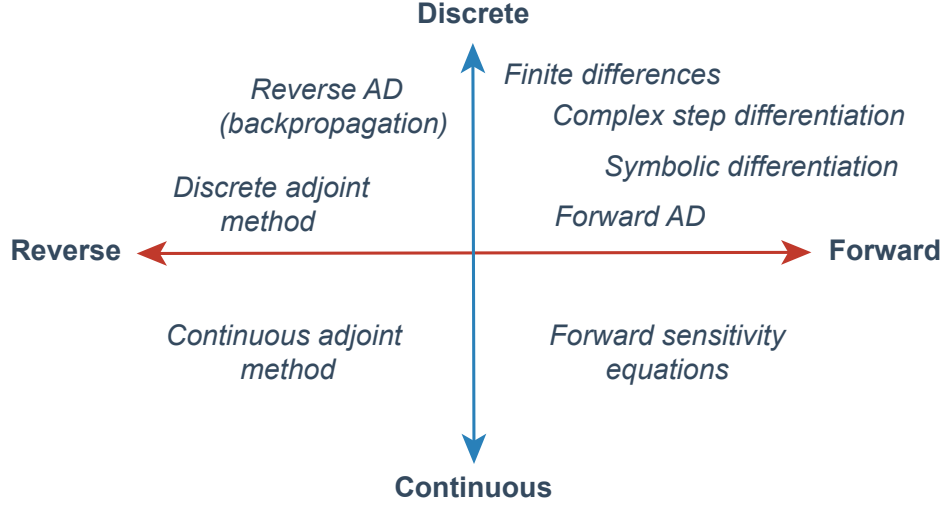 Discrete
Finite differences
Reverse AD
(backpropagation)
Complex step differentiation
Symbolic differentiation
Discrete adjoint
method
Forward AD
Reverse
Forward
Continuous adjoint
method
Forward sensitivity
equations
Continuous